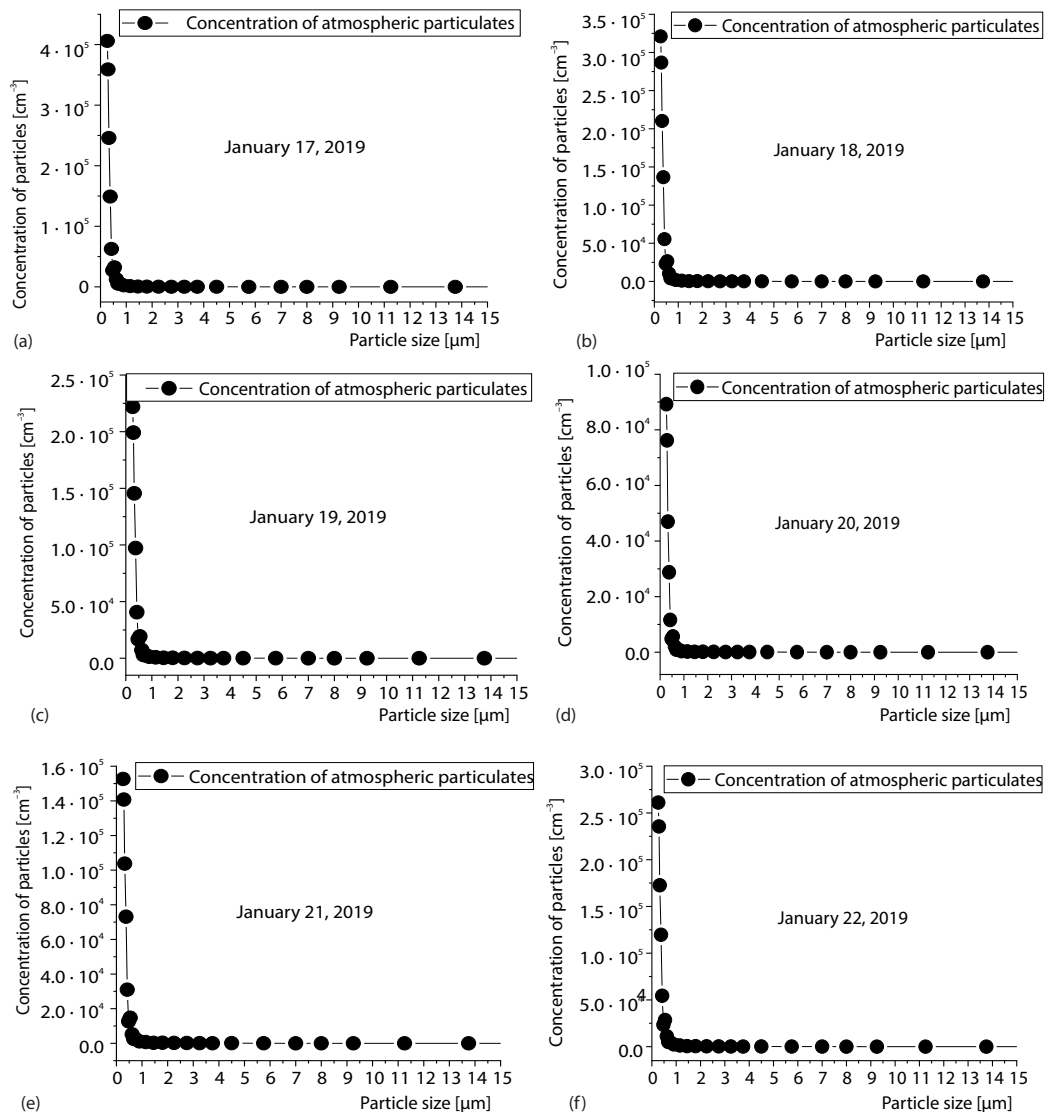 Concentration of atmospheric particulates
Concentration of particles [cm⁻³]
4 · 10⁵
3 · 10⁵
2 · 10⁵
1 · 10⁵
0
January 17, 2019
0 1 2 3 4 5 6 7 8 9 10 11 12 13 14 15
Particle size [µm]
(a)
Concentration of atmospheric particulates
Concentration of particles [cm⁻³]
3.5 · 10⁵
3.0 · 10⁵
2.5 · 10⁵
2.0 · 10⁵
1.5 · 10⁵
1.0 · 10⁵
5.0 · 10⁴
0.0
January 18, 2019
0 1 2 3 4 5 6 7 8 9 10 11 12 13 14 15
Particle size [µm]
(b)
Concentration of atmospheric particulates
Concentration of particles [cm⁻³]
2.5 · 10⁵
2.0 · 10⁵
1.5 · 10⁵
1.0 · 10⁵
5.0 · 10⁴
0.0
January 19, 2019
0 1 2 3 4 5 6 7 8 9 10 11 12 13 14 15
Particle size [µm]
(c)
Concentration of atmospheric particulates
Concentration of particles [cm⁻³]
1.0 · 10⁵
8.0 · 10⁴
6.0 · 10⁴
4.0 · 10⁴
2.0 · 10⁴
0.0
January 20, 2019
0 1 2 3 4 5 6 7 8 9 10 11 12 13 14 15
Particle size [µm]
(d)
Concentration of atmospheric particulates
Concentration of particles [cm⁻³]
1.6 · 10⁵
1.4 · 10⁵
1.2 · 10⁵
1.0 · 10⁵
8.0 · 10⁴
6.0 · 10⁴
4.0 · 10⁴
2.0 · 10⁴
0.0
January 21, 2019
0 1 2 3 4 5 6 7 8 9 10 11 12 13 14 15
Particle size [µm]
(e)
Concentration of atmospheric particulates
Concentration of particles [cm⁻³]
3.0 · 10⁵
2.5 · 10⁵
2.0 · 10⁵
1.5 · 10⁵
1.0 · 10⁵
5.0 · 10⁴
0.0
January 22, 2019
0 1 2 3 4 5 6 7 8 9 10 11 12 13 14 15
Particle size [µm]
(f)